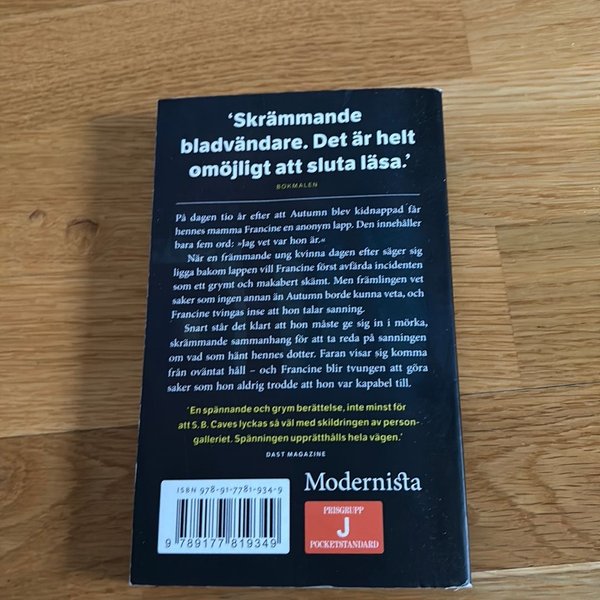 ‘Skrämmande
bladvändare. Det är helt
omöjligt att sluta läsa.’
BOKMALEN
På dagen tio år efter att Autumn blev kidnappad får
hennes mamma Francine en anonym lapp. Den innehåller
bara fem ord: »Jag vet var hon är.«
När en främmande ung kvinna dagen efter säger sig
ligga bakom lappen vill Francine först avfärda incidenten
som ett grymt och makabert skämt. Men främlingen vet
saker som ingen annan än Autumn borde kunna veta, och
Francine tvingas inse att hon talar sanning.
Snart står det klart att hon måste ge sig in i mörka,
skrämmande sammanhang för att ta reda på sanningen
om vad som hänt hennes dotter. Faran visar sig komma
från oväntat håll – och Francine blir tvungen att göra
saker som hon aldrig trodde att hon var kapabel till.
‘En spännande och grym berättelse, inte minst för
att S. B. Caves lyckas så väl med skildringen av person-
galleriet. Spänningen upprätthålls hela vägen.’
DAST MAGAZINE
ISBN 978-91-7781-934-9
9 789177 819349
Modernista
PRISGRUPP
J
POCKETSTANDARD